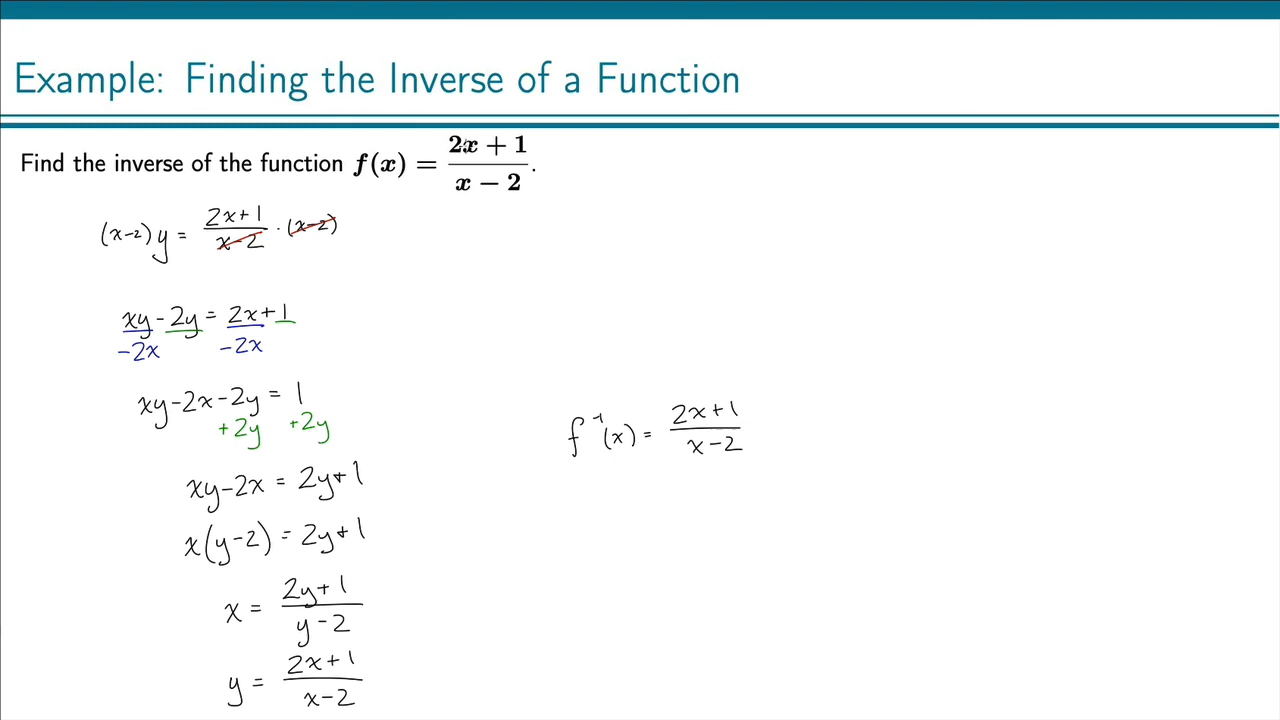 Example: Finding the Inverse of a Function
Find the inverse of the function f(x) = (2x + 1)/(x − 2).
(x-2) y = (2x+1)/(x-2) · (x-2)
xy - 2y = 2x + 1
-2x -2x
xy - 2x - 2y = 1
+2y +2y
xy - 2x = 2y + 1
x(y-2) = 2y + 1
x = (2y+1)/(y-2)
y = (2x+1)/(x-2)
f⁻¹(x) = (2x+1)/(x-2)